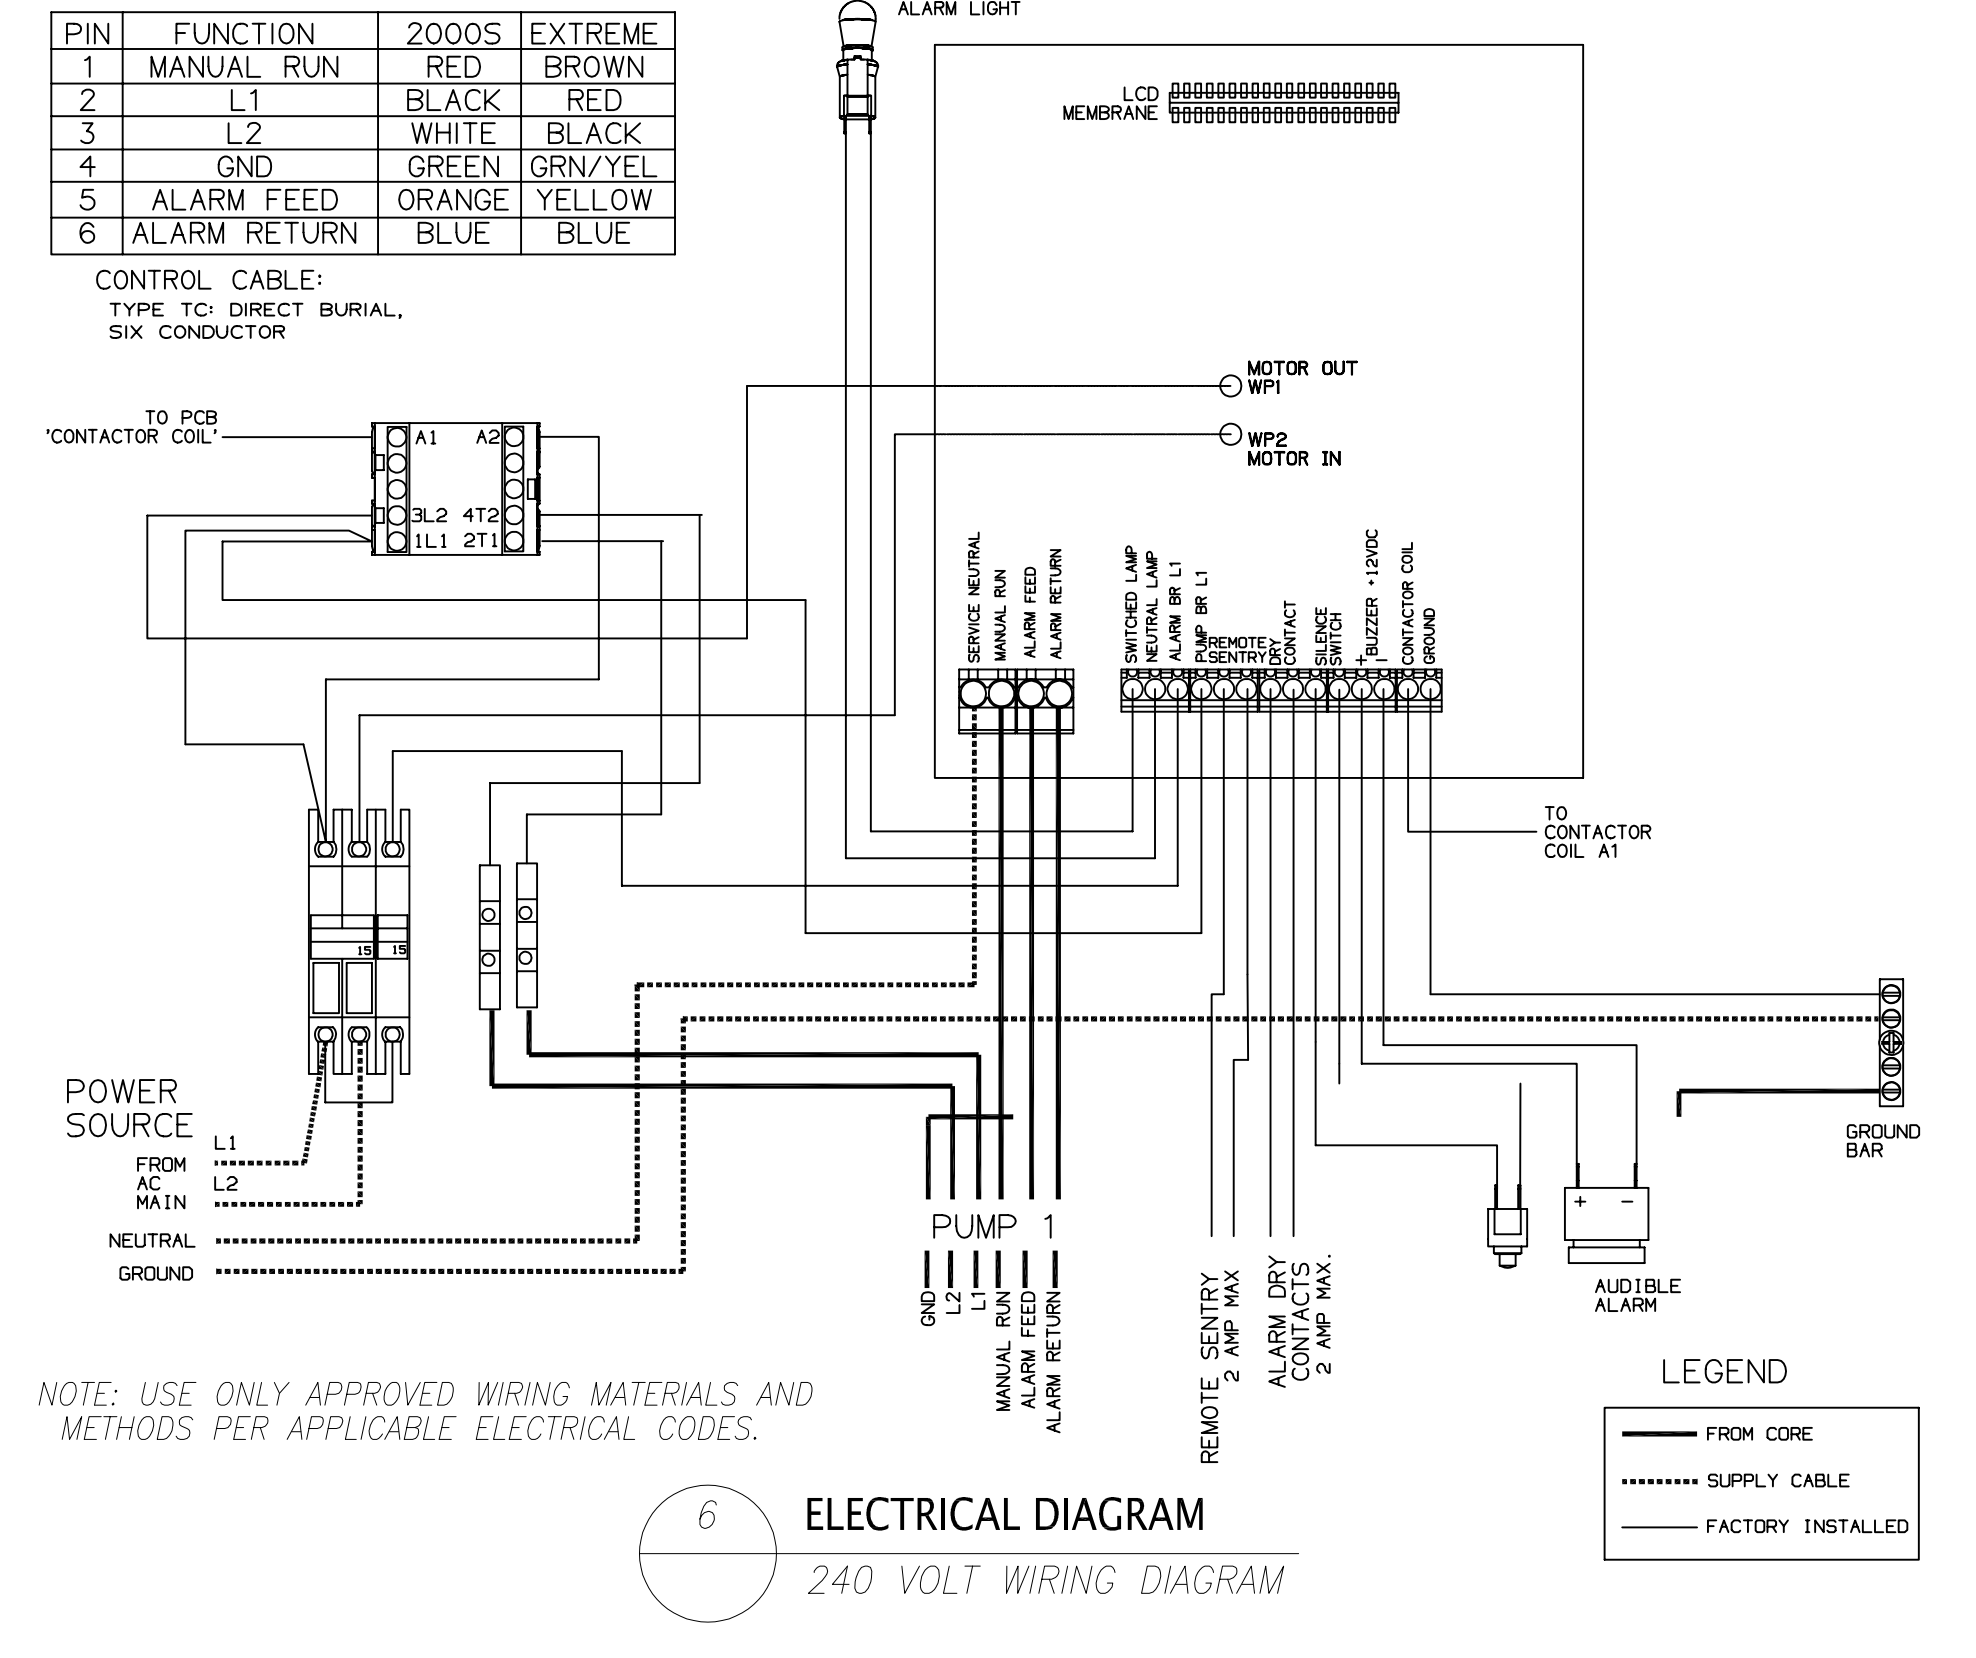 ALARM LIGHT
PIN FUNCTION 2000S EXTREME
1 MANUAL RUN RED BROWN
2 L1 BLACK RED
3 L2 WHITE BLACK
4 GND GREEN GRN/YEL
5 ALARM FEED ORANGE YELLOW
6 ALARM RETURN BLUE BLUE
CONTROL CABLE:
TYPE TC: DIRECT BURIAL,
SIX CONDUCTOR
LCD
MEMBRANE
MOTOR OUT
WP1
WP2
MOTOR IN
TO PCB
'CONTACTOR COIL'
A1 A2
3L2 4T2
1L1 2T1
SERVICE NEUTRAL
MANUAL RUN
ALARM FEED
ALARM RETURN
SWITCHED LAMP
NEUTRAL LAMP
ALARM BR L1
PUMP BR L1
REMOTE
SENTRY
DRY
CONTACT
SILENCE
SWITCH
+
BUZZER +12VDC
−
CONTACTOR COIL
GROUND
TO
CONTACTOR
COIL A1
15 15
POWER
SOURCE
L1
FROM
AC
MAIN
L2
NEUTRAL
GROUND
PUMP 1
GND
L2
L1
MANUAL RUN
ALARM FEED
ALARM RETURN
REMOTE SENTRY
2 AMP MAX
ALARM DRY
CONTACTS
2 AMP MAX.
+ −
AUDIBLE
ALARM
GROUND
BAR
NOTE: USE ONLY APPROVED WIRING MATERIALS AND
METHODS PER APPLICABLE ELECTRICAL CODES.
LEGEND
FROM CORE
SUPPLY CABLE
FACTORY INSTALLED
6
ELECTRICAL DIAGRAM
240 VOLT WIRING DIAGRAM